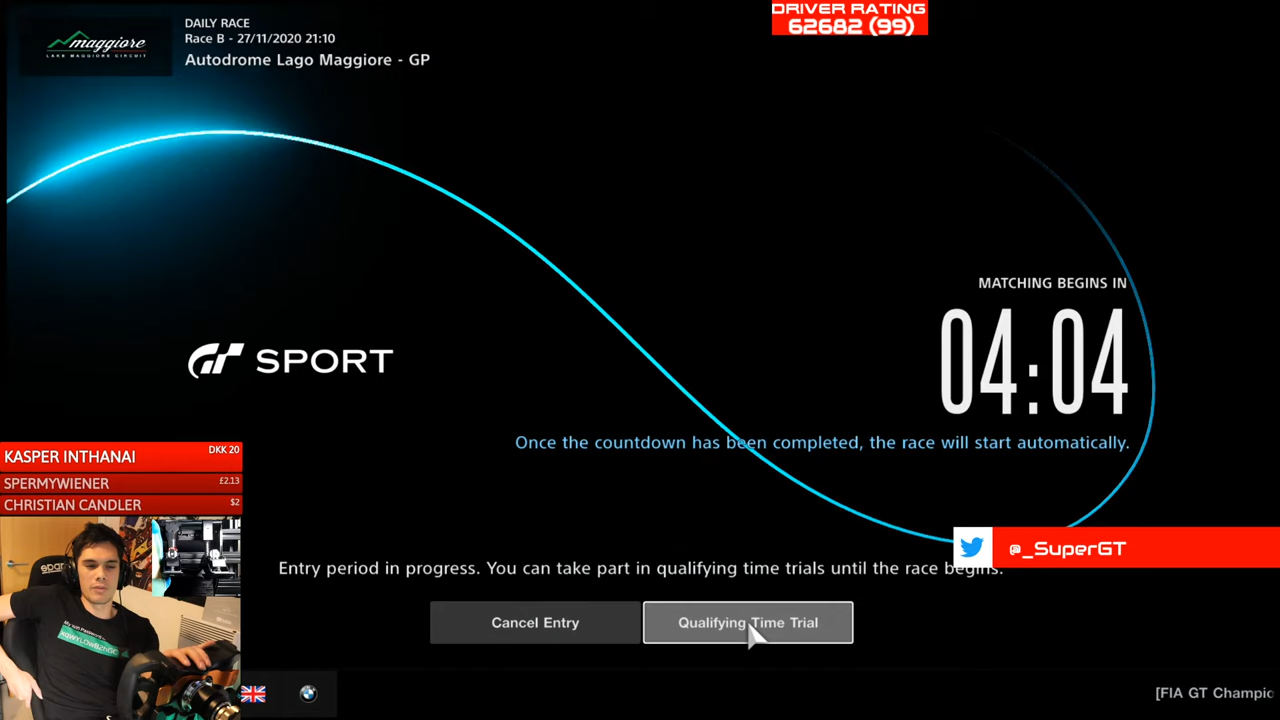 DRIVER RATING
62682 (99)
maggiore
LAKE MAGGIORE CIRCUIT
DAILY RACE
Race B - 27/11/2020 21:10
Autodrome Lago Maggiore - GP
MATCHING BEGINS IN
04:04
GT SPORT
Once the countdown has been completed, the race will start automatically.
KASPER INTHANAI DKK 20
SPERMYWIENER £2.13
CHRISTIAN CANDLER $2
@_SuperGT
Entry period in progress. You can take part in qualifying time trials until the race begins.
Cancel Entry
Qualifying Time Trial
[FIA GT Champio